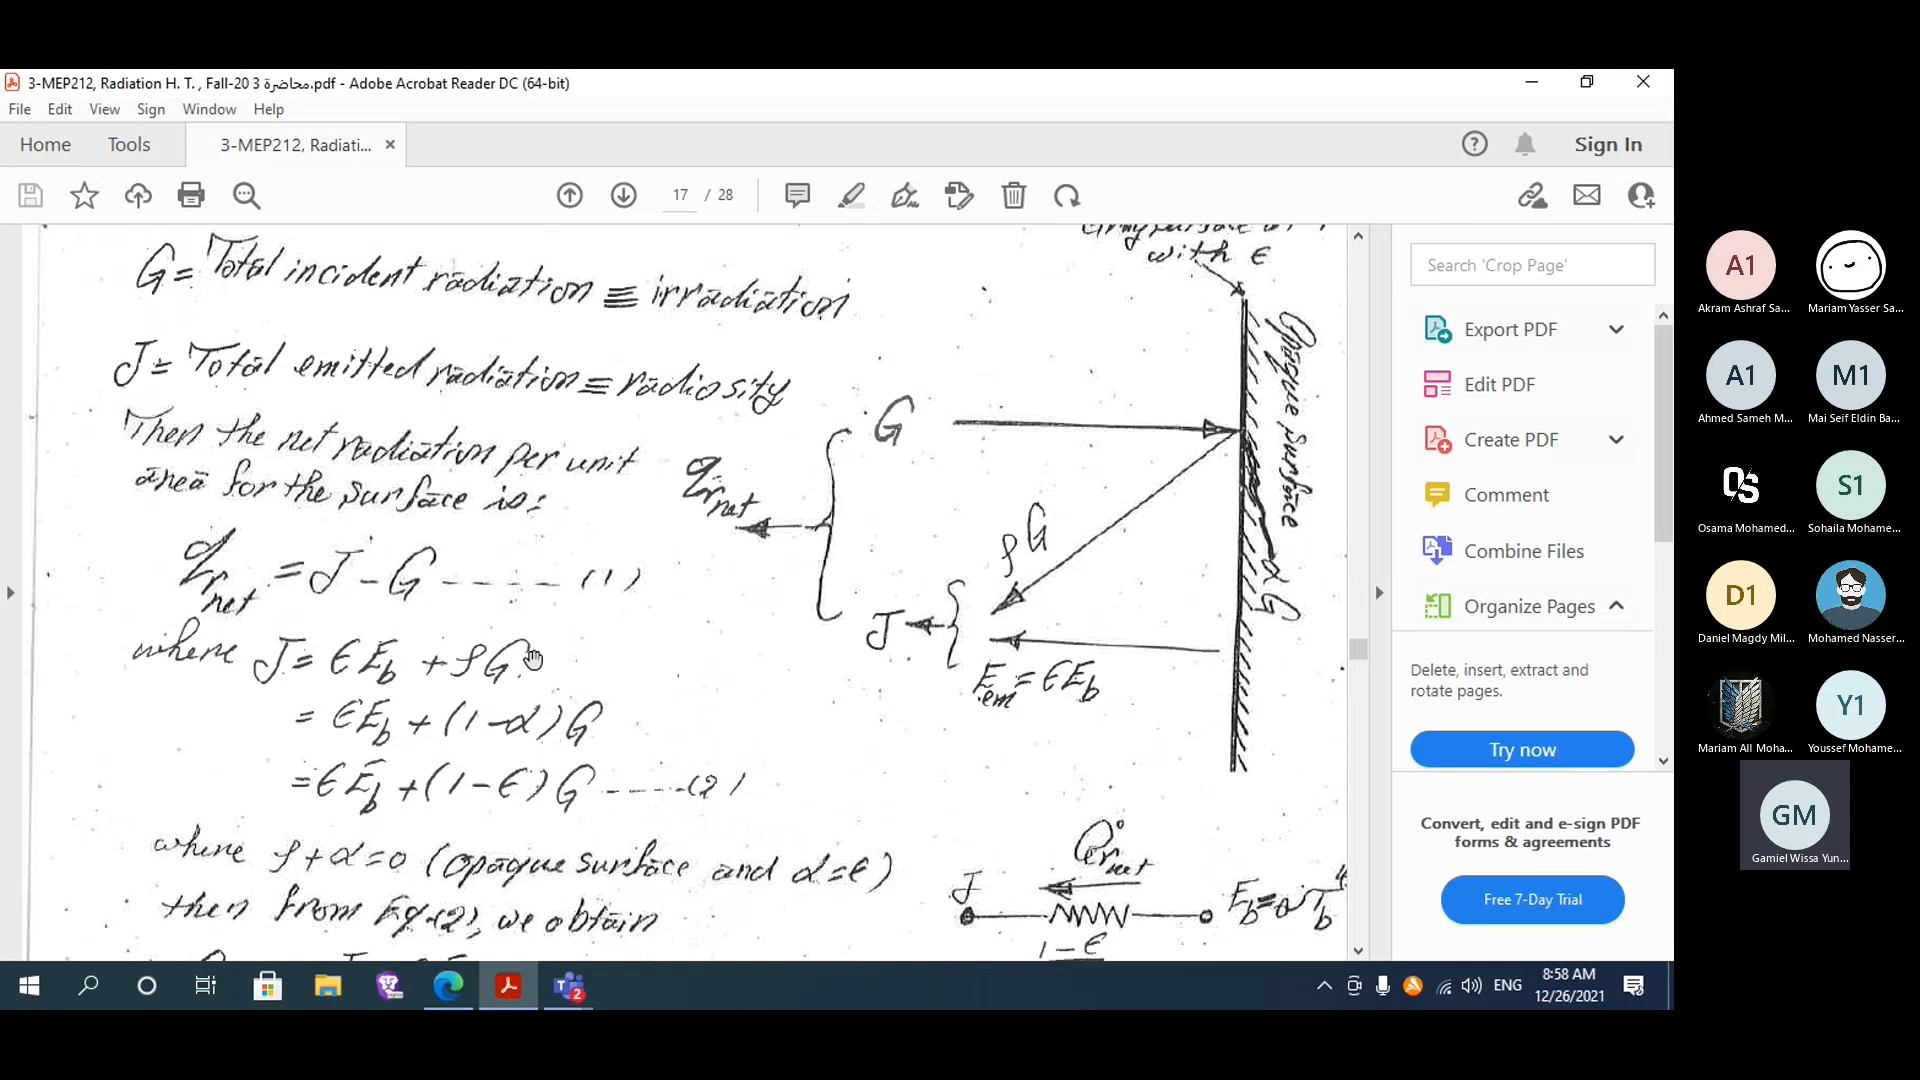 3-MEP212, Radiation H. T. , Fall-20 3 محاضرة.pdf - Adobe Acrobat Reader DC (64-bit)
File Edit View Sign Window Help
Home Tools 3-MEP212, Radiati... × Sign In
17 / 28
with ϵ
G = Total incident radiation ≡ irradiation
J = Total emitted radiation ≡ radiosity
Then the net radiation per unit
area for the surface is:
q_r net = J - G ------ (1)
where J = ϵ E_b + ρ G
= ϵ E_b + (1-α) G
= ϵ E_b + (1-ϵ) G ------ (2)
where ρ+α=0 (opaque surface and α=ϵ)
then from Eq.(2), we obtain
opaque surface
G
q_r net
ρG
αG
J
E_em = ϵE_b
Q_r net
J
E_b = σT_b^4
1-ϵ
Search 'Crop Page'
Export PDF
Edit PDF
Create PDF
Comment
Combine Files
Organize Pages
Delete, insert, extract and
rotate pages.
Try now
Convert, edit and e-sign PDF
forms & agreements
Free 7-Day Trial
A1
Akram Ashraf Sa...
Mariam Yasser Sa...
A1
Ahmed Sameh M...
M1
Mai Seif Eldin Ba...
OS
Osama Mohamed...
S1
Sohaila Mohame...
D1
Daniel Magdy Mil...
Mohamed Nasser...
Mariam All Moha...
Y1
Youssef Mohame...
GM
Gamiel Wissa Yun...
2
ENG
8:58 AM
12/26/2021